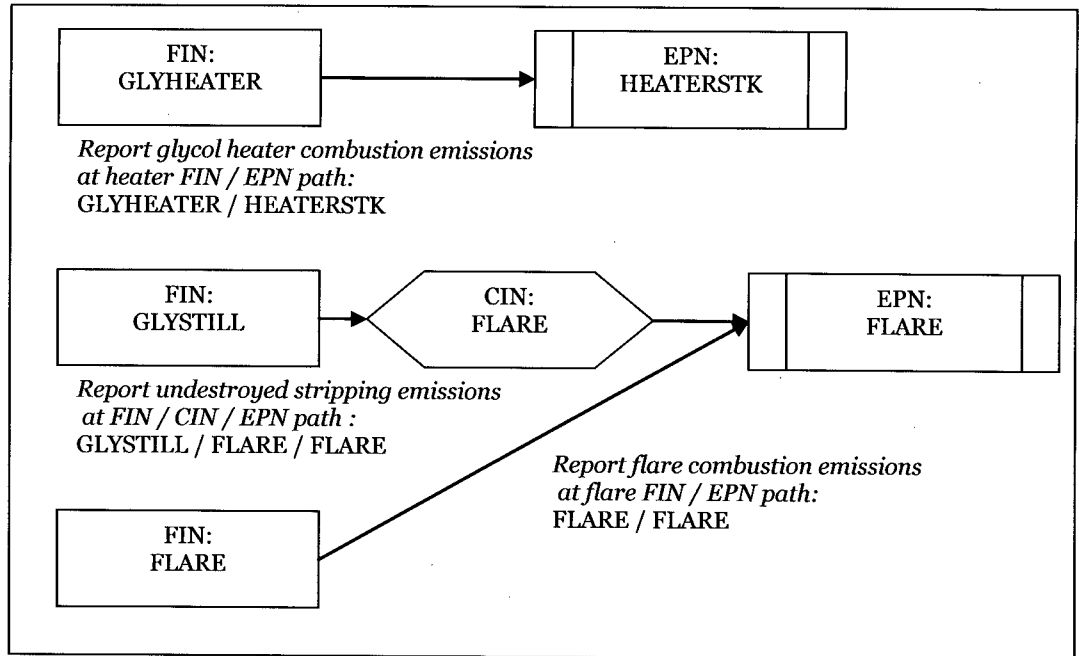 FIN:
GLYHEATER
EPN:
HEATERSTK
Report glycol heater combustion emissions
at heater FIN / EPN path:
GLYHEATER / HEATERSTK
FIN:
GLYSTILL
CIN:
FLARE
EPN:
FLARE
Report undestroyed stripping emissions
at FIN / CIN / EPN path :
GLYSTILL / FLARE / FLARE
Report flare combustion emissions
at flare FIN / EPN path:
FLARE / FLARE
FIN:
FLARE